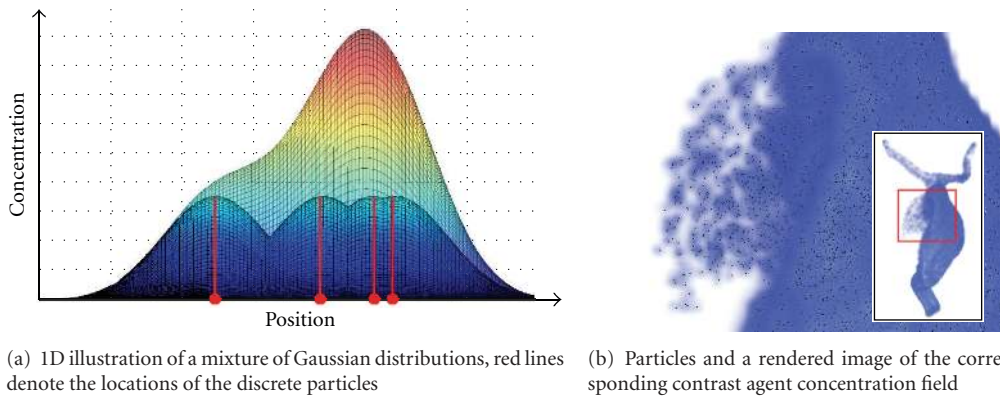 Concentration
Position
(a) 1D illustration of a mixture of Gaussian distributions, red lines
denote the locations of the discrete particles
(b) Particles and a rendered image of the corre
sponding contrast agent concentration field